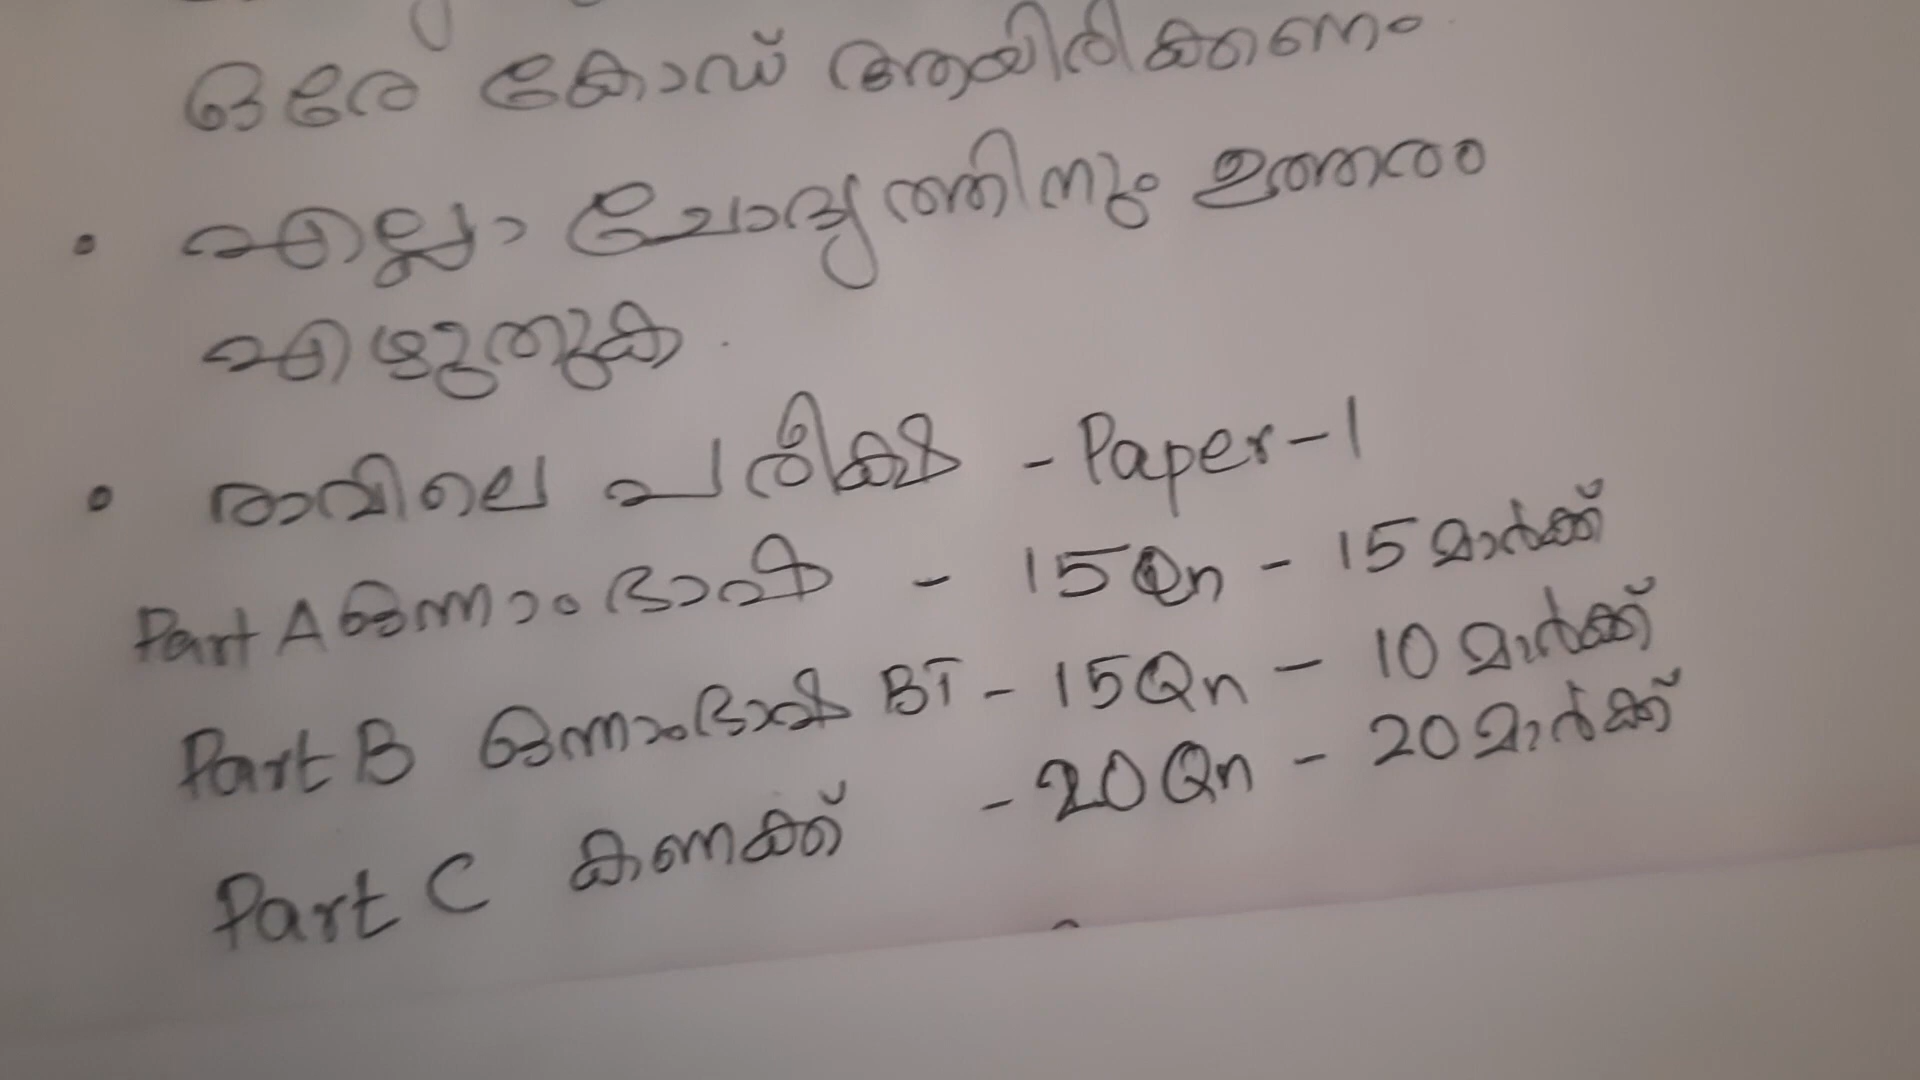 ഒരേ കോഡ് ആയിരിക്കണം
• എല്ലാ ചോദ്യത്തിനും ഉത്തരം
എഴുതുക.
• രാവിലെ പരീക്ഷ - Paper-1
Part A ഒന്നാം ഭാഷ - 15 Qn - 15 മാർക്ക്
Part B ഒന്നാം ഭാഷ BT - 15 Qn - 10 മാർക്ക്
Part C കണക്ക് - 20 Qn - 20 മാർക്ക്